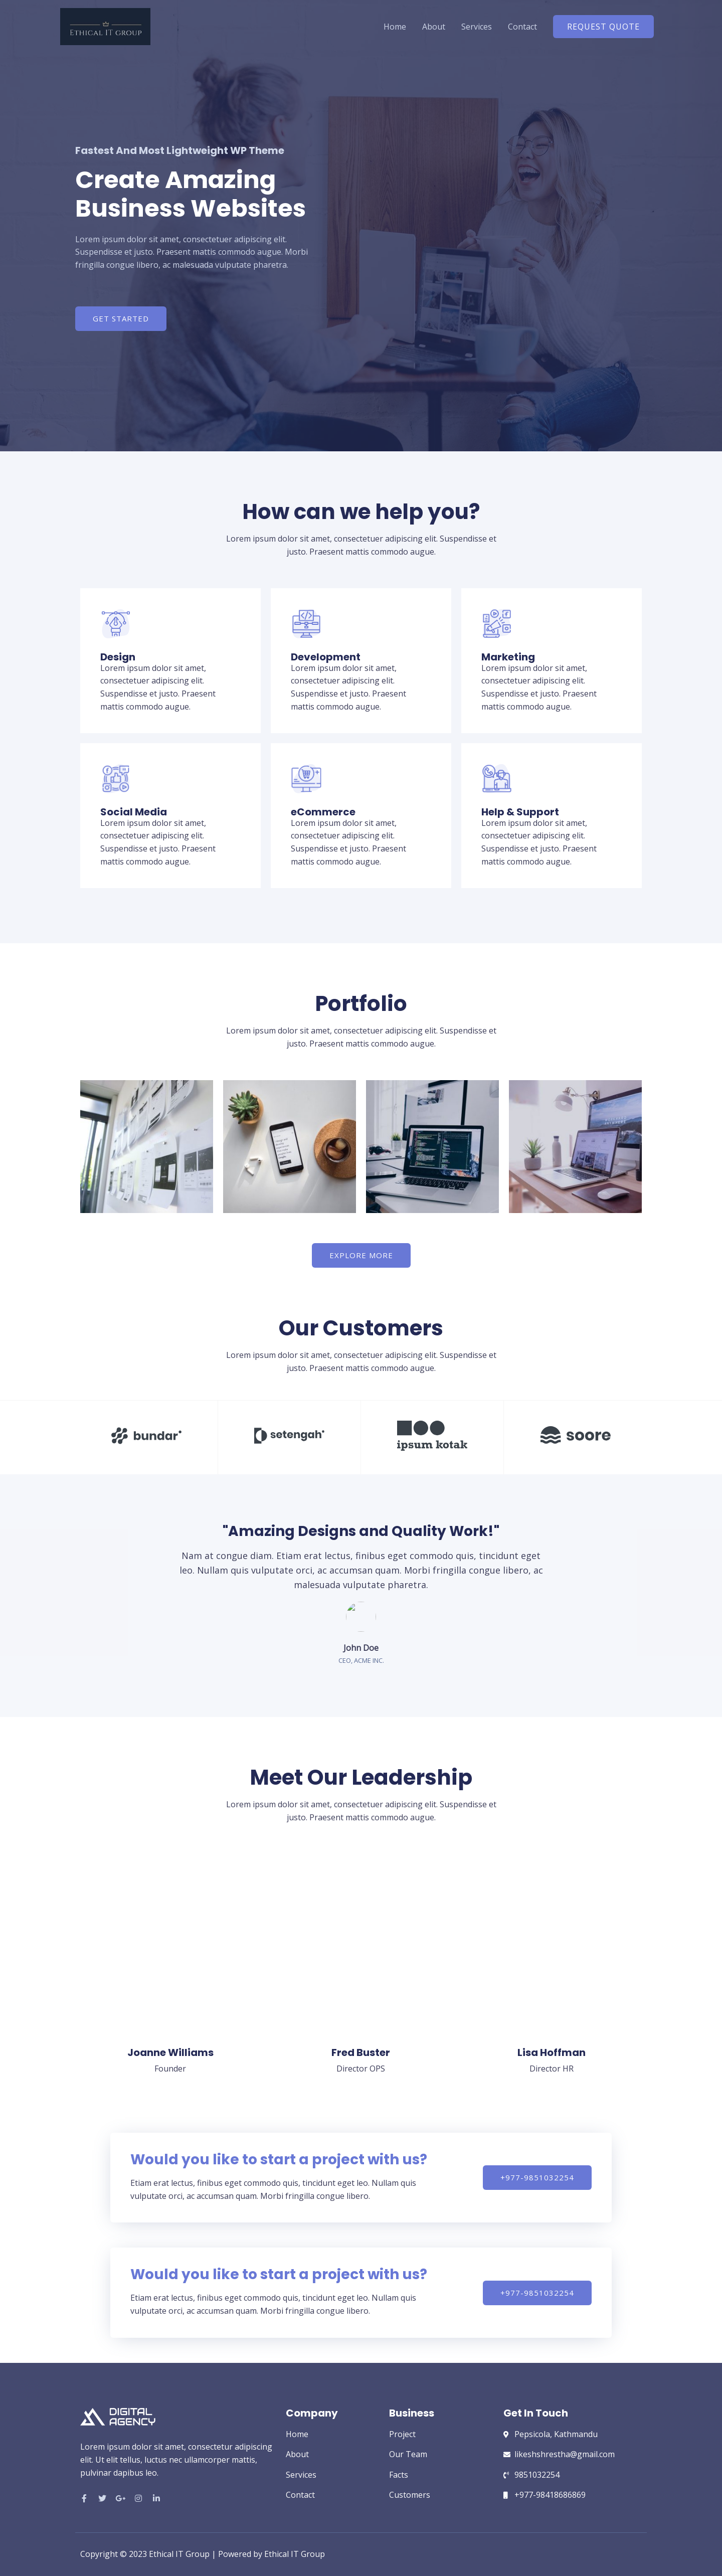 ETHICAL IT GROUP
Home
About
Services
Contact
REQUEST QUOTE
Fastest And Most Lightweight WP Theme
Create Amazing
Business Websites
Lorem ipsum dolor sit amet, consectetuer adipiscing elit.
Suspendisse et justo. Praesent mattis commodo augue. Morbi
fringilla congue libero, ac malesuada vulputate pharetra.
GET STARTED
How can we help you?
Lorem ipsum dolor sit amet, consectetuer adipiscing elit. Suspendisse et
justo. Praesent mattis commodo augue.
Design
Lorem ipsum dolor sit amet,
consectetuer adipiscing elit.
Suspendisse et justo. Praesent
mattis commodo augue.
Development
Lorem ipsum dolor sit amet,
consectetuer adipiscing elit.
Suspendisse et justo. Praesent
mattis commodo augue.
Marketing
Lorem ipsum dolor sit amet,
consectetuer adipiscing elit.
Suspendisse et justo. Praesent
mattis commodo augue.
Social Media
Lorem ipsum dolor sit amet,
consectetuer adipiscing elit.
Suspendisse et justo. Praesent
mattis commodo augue.
eCommerce
Lorem ipsum dolor sit amet,
consectetuer adipiscing elit.
Suspendisse et justo. Praesent
mattis commodo augue.
Help & Support
Lorem ipsum dolor sit amet,
consectetuer adipiscing elit.
Suspendisse et justo. Praesent
mattis commodo augue.
Portfolio
Lorem ipsum dolor sit amet, consectetuer adipiscing elit. Suspendisse et
justo. Praesent mattis commodo augue.
EXPLORE MORE
Our Customers
Lorem ipsum dolor sit amet, consectetuer adipiscing elit. Suspendisse et
justo. Praesent mattis commodo augue.
bundar
setengah
ipsum kotak
soore
"Amazing Designs and Quality Work!"
Nam at congue diam. Etiam erat lectus, finibus eget commodo quis, tincidunt eget
leo. Nullam quis vulputate orci, ac accumsan quam. Morbi fringilla congue libero, ac
malesuada vulputate pharetra.
John Doe
CEO, ACME INC.
Meet Our Leadership
Lorem ipsum dolor sit amet, consectetuer adipiscing elit. Suspendisse et
justo. Praesent mattis commodo augue.
Joanne Williams
Founder
Fred Buster
Director OPS
Lisa Hoffman
Director HR
Would you like to start a project with us?
Etiam erat lectus, finibus eget commodo quis, tincidunt eget leo. Nullam quis
vulputate orci, ac accumsan quam. Morbi fringilla congue libero.
+977-9851032254
Would you like to start a project with us?
Etiam erat lectus, finibus eget commodo quis, tincidunt eget leo. Nullam quis
vulputate orci, ac accumsan quam. Morbi fringilla congue libero.
+977-9851032254
DIGITAL
AGENCY
Lorem ipsum dolor sit amet, consectetur adipiscing
elit. Ut elit tellus, luctus nec ullamcorper mattis,
pulvinar dapibus leo.
Company
Home
About
Services
Contact
Business
Project
Our Team
Facts
Customers
Get In Touch
Pepsicola, Kathmandu
likeshshrestha@gmail.com
9851032254
+977-98418686869
Copyright © 2023 Ethical IT Group | Powered by Ethical IT Group